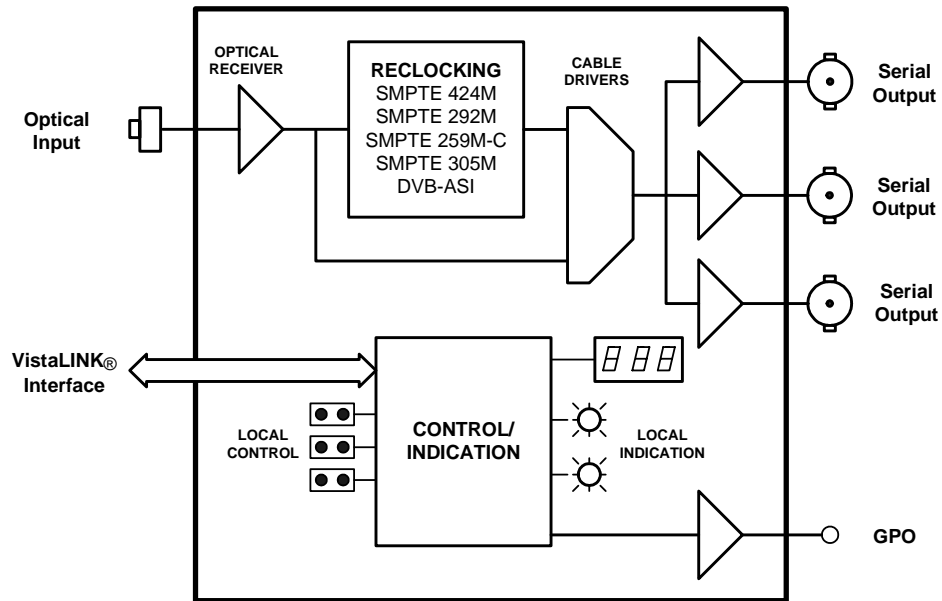 OPTICAL
RECEIVER
RECLOCKING
SMPTE 424M
SMPTE 292M
SMPTE 259M-C
SMPTE 305M
DVB-ASI
CABLE
DRIVERS
Serial
Output
Optical
Input
Serial
Output
Serial
Output
VistaLINK®
Interface
LOCAL
CONTROL
CONTROL/
INDICATION
LOCAL
INDICATION
GPO